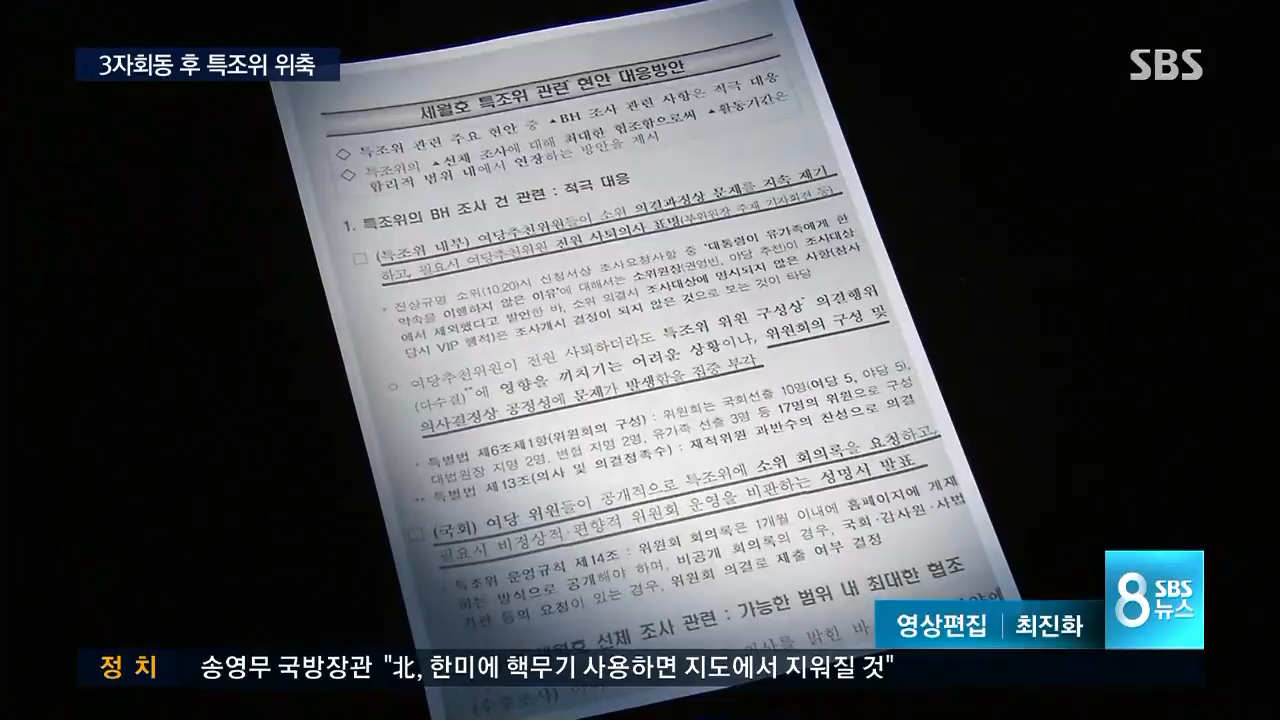 3자회동 후 특조위 위축
SBS
세월호 특조위 관련 현안 대응방안
◇ 특조위 관련 주요 현안 중 ▲BH 조사 관련 사항은 적극 대응
◇ 특조위의 ▲선체 조사에 대해 최대한 협조함으로써 ▲활동기간은
합리적 범위 내에서 연장하는 방안을 제시
1. 특조위의 BH 조사 건 관련 : 적극 대응
□ (특조위 내부) 여당추천위원들이 소위 의결과정상 문제를 지속 제기
하고, 필요시 여당추천위원 전원 사퇴의사 표명(부위원장 주재 기자회견 등)
* 진상규명 소위(10.20)시 신청서상 조사요청사항 중 '대통령이 유가족에게 한
약속을 이행하지 않은 이유'에 대해서는 소위원장(권영빈, 야당 추천)이 조사대상
에서 제외했다고 발언한 바, 소위 의결시 조사대상에 명시되지 않은 사항(참사
당시 VIP 행적)은 조사개시 결정이 되지 않은 것으로 보는 것이 타당
○ 여당추천위원이 전원 사퇴하더라도 특조위 위원 구성상* 의결행위
(다수결)**에 영향을 끼치기는 어려운 상황이나, 위원회의 구성 및
의사결정상 공정성에 문제가 발생함을 집중 부각
* 특별법 제6조제1항(위원회의 구성) : 위원회는 국회선출 10명(여당 5, 야당 5),
대법원장 지명 2명, 변협 지명 2명, 유가족 선출 3명 등 17명의 위원으로 구성
** 특별법 제13조(의사 및 의결정족수) : 재적위원 과반수의 찬성으로 의결
□ (국회) 여당 위원들이 공개적으로 특조위에 소위 회의록을 요청하고,
필요시 비정상적·편향적 위원회 운영을 비판하는 성명서 발표
* 특조위 운영규칙 제14조 : 위원회 회의록은 1개월 이내에 홈페이지에 게재
하는 방식으로 공개해야 하며, 비공개 회의록의 경우, 국회·감사원·사법
기관 등의 요청이 있는 경우, 위원회 의결로 제출 여부 결정
세월호 선체 조사 관련 : 가능한 범위 내 최대한 협조
의사를 밝힌 바
영상편집 | 최진화
8 SBS 뉴스
정 치 송영무 국방장관 "北, 한미에 핵무기 사용하면 지도에서 지워질 것"